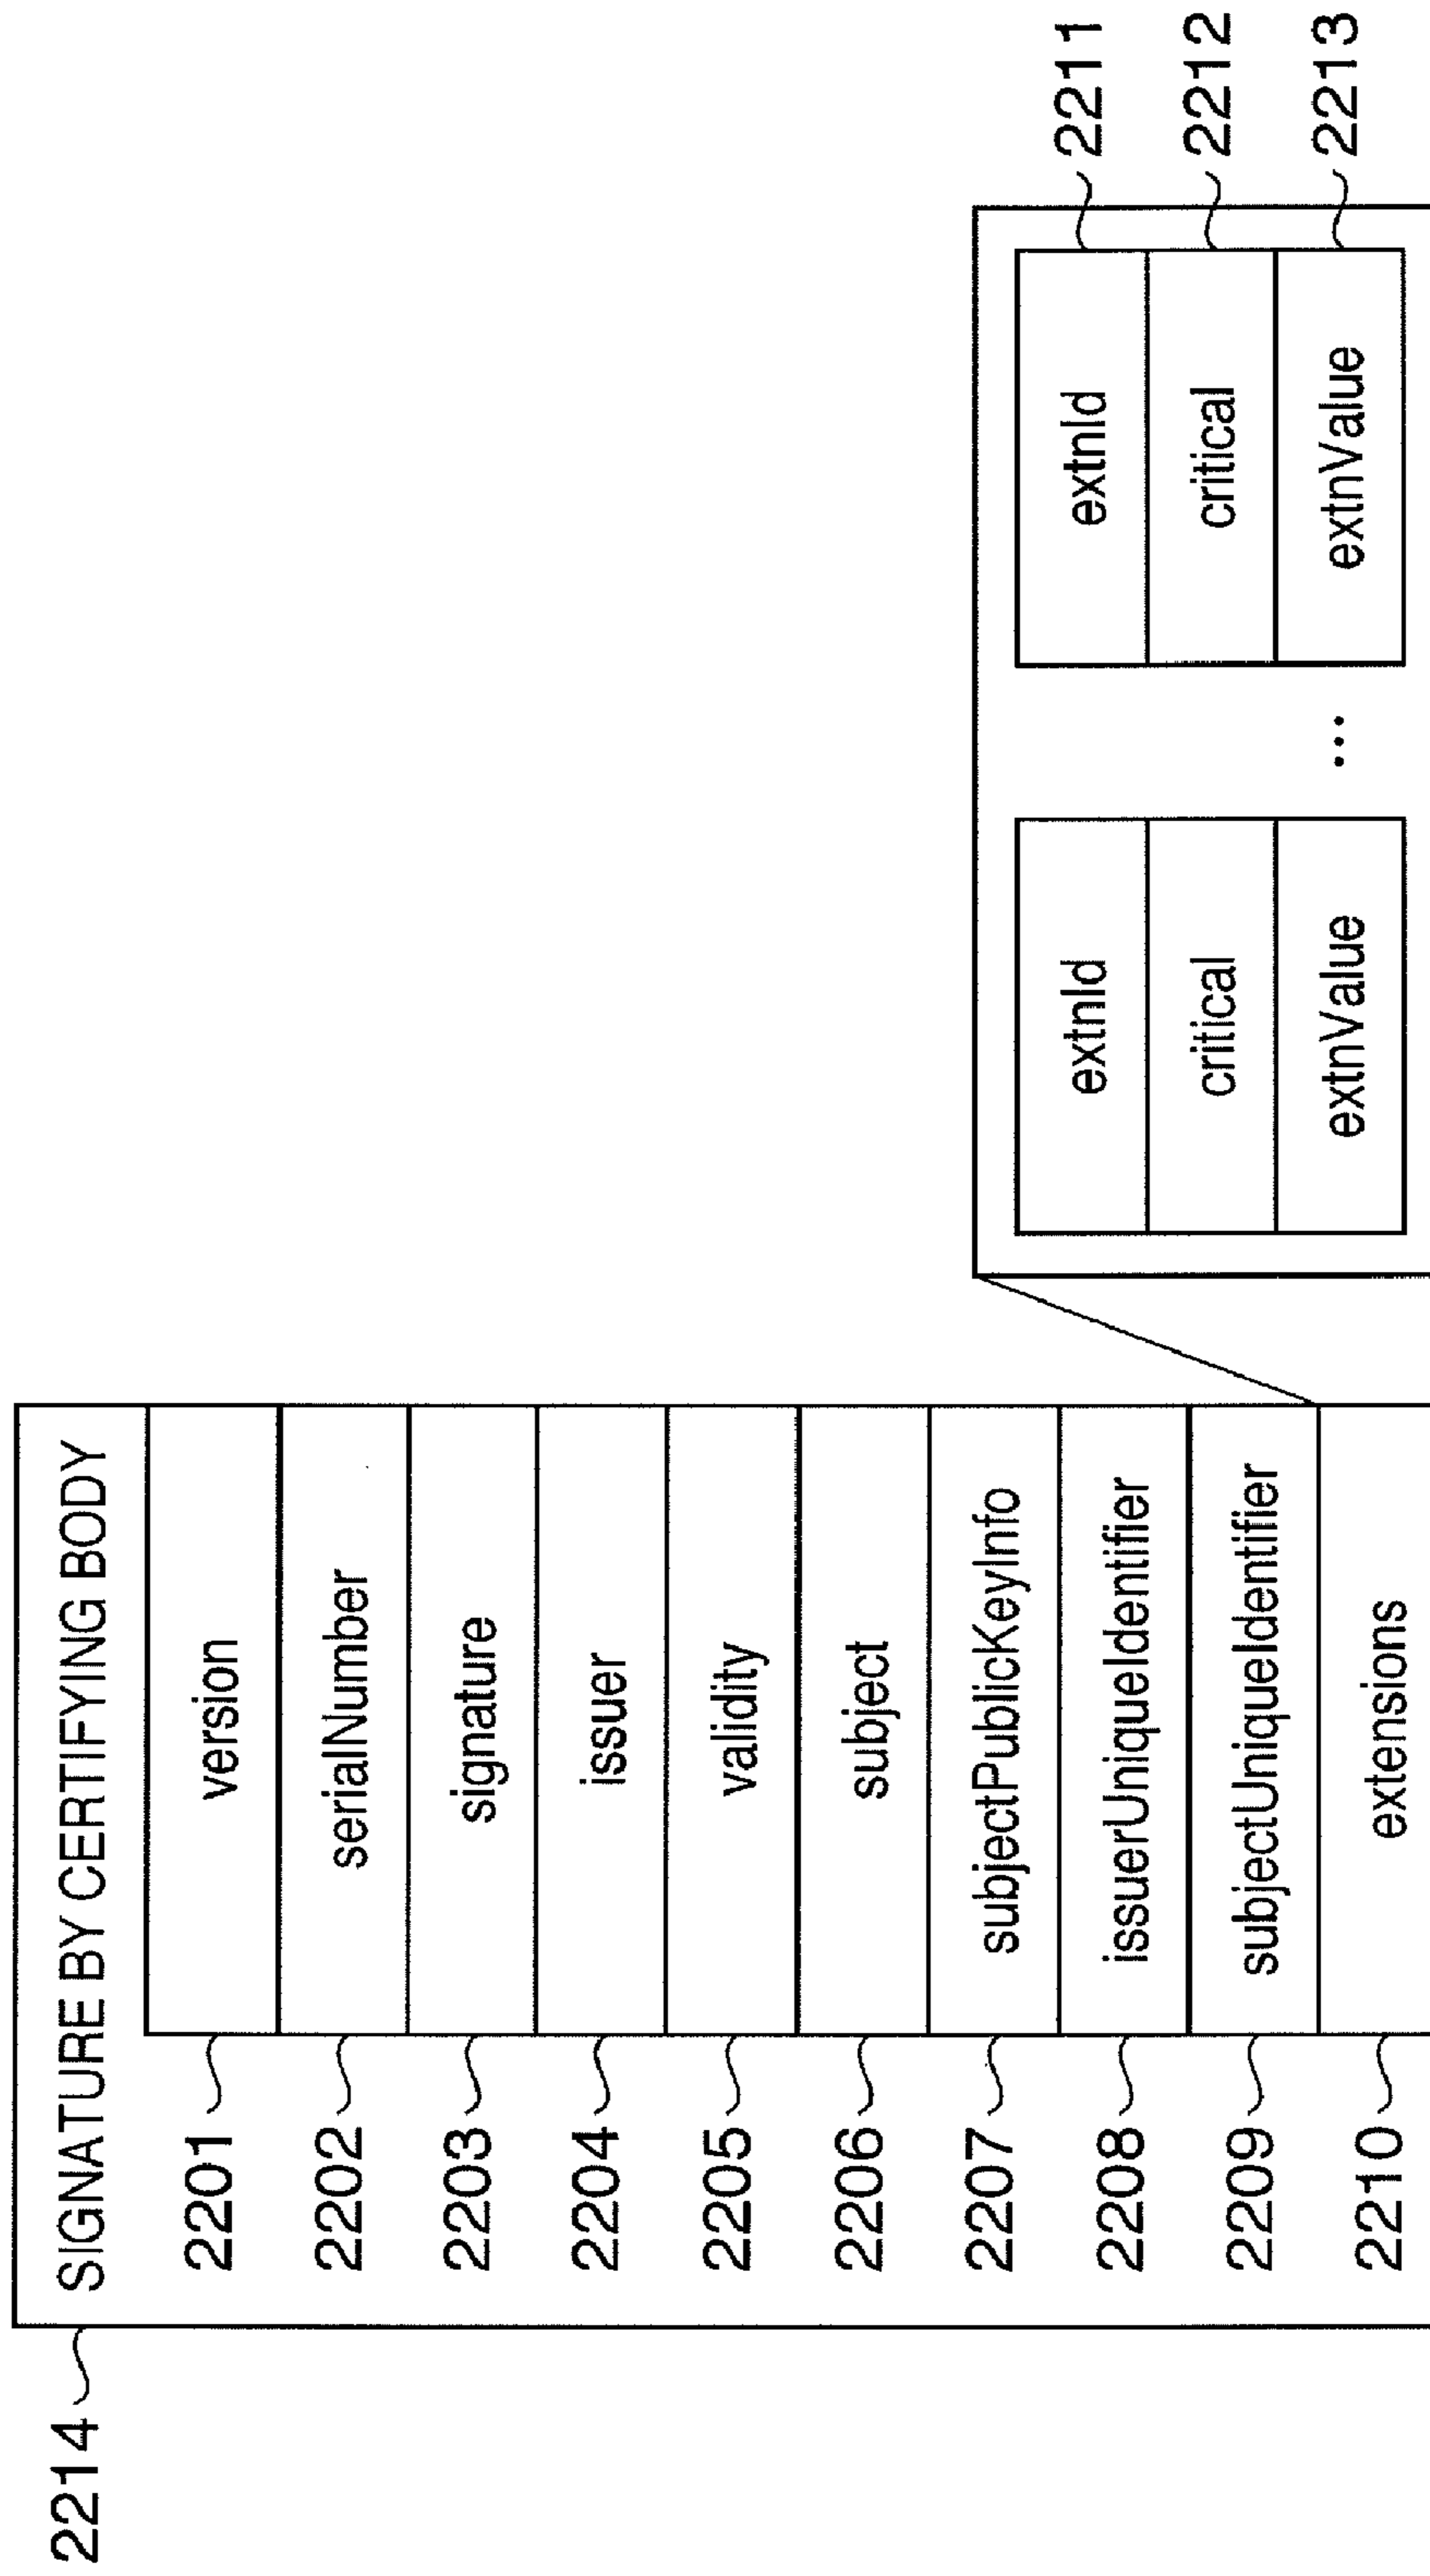 2214
SIGNATURE BY CERTIFYING BODY
2201 version
2202 serialNumber
2203 signature
2204 issuer
2205 validity
2206 subject
2207 subjectPublicKeyInfo
2208 issuerUniqueIdentifier
2209 subjectUniqueIdentifier
2210 extensions
extnId extnId 2211
critical critical 2212
extnValue ... extnValue 2213